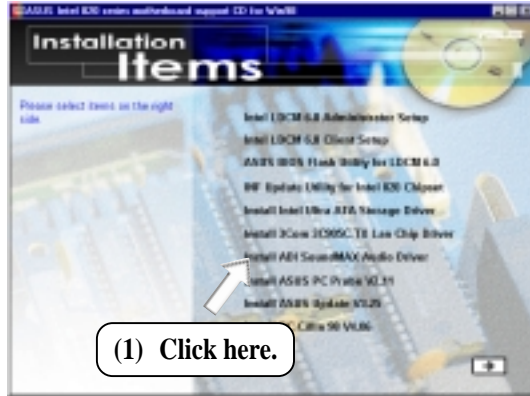 ASUS Intel 820 series motherboard support CD for Win98
ASUS
Installation
Items
Please select items on the right
side.
Intel LDCM 6.0 Administrator Setup
Intel LDCM 6.0 Client Setup
ASUS BIOS Flash Utility for LDCM 6.0
INF Update Utility for Intel 820 Chipset
Install Intel Ultra ATA Storage Driver
Install 3Com 3C905C-TX Lan Chip Driver
Install ADI SoundMAX Audio Driver
Install ASUS PC Probe V2.11
Install ASUS Update V3.25
98 V4.06
(1) Click here.